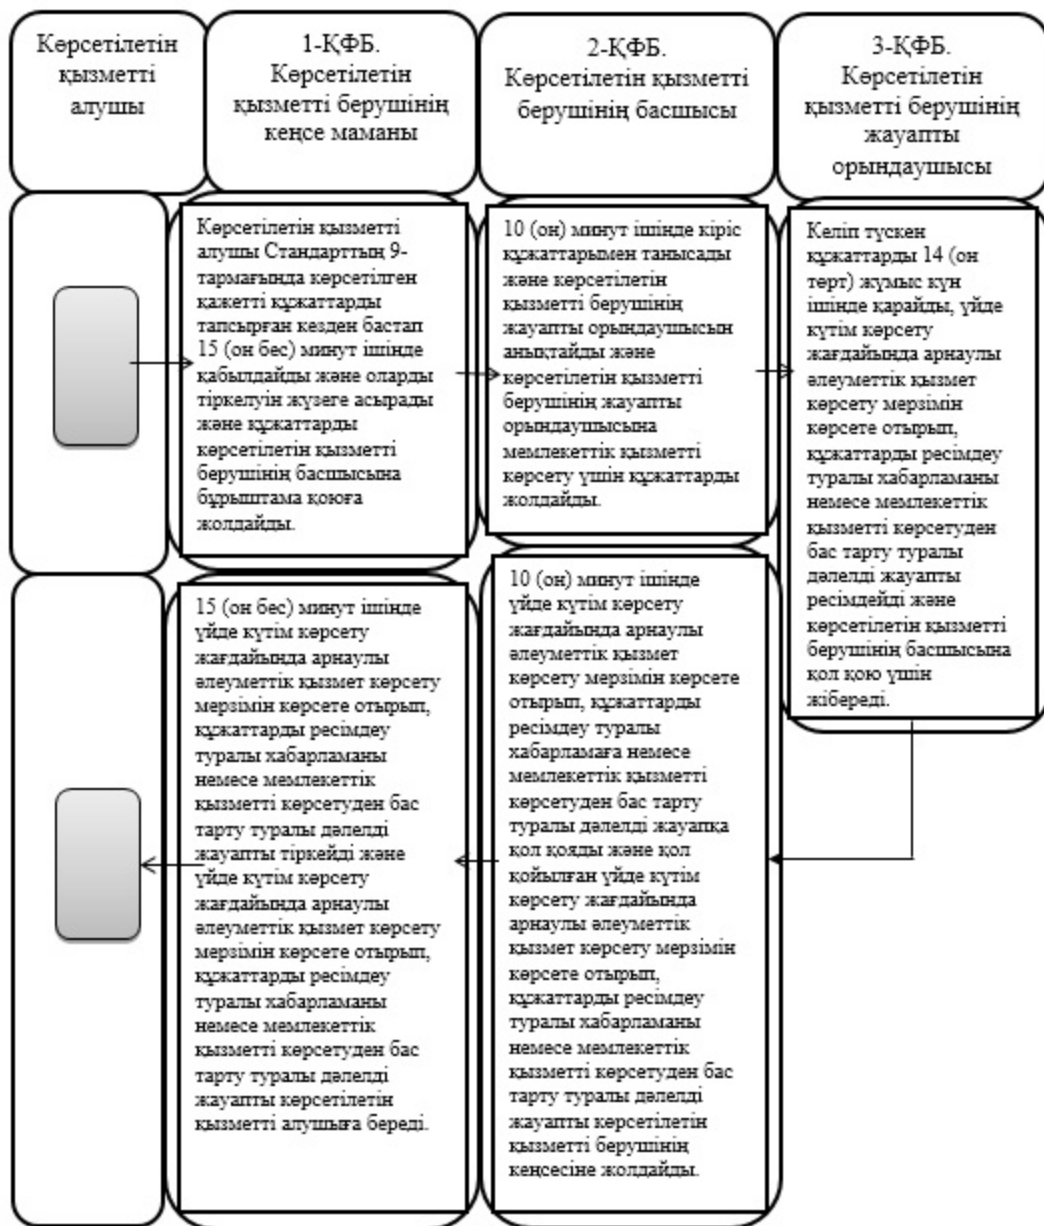 Көрсетілетін
қызметті
алушы
1-ҚФБ.
Көрсетілетін
қызметті берушінің
кеңсе маманы
2-ҚФБ.
Көрсетілетін қызметті
берушінің басшысы
3-ҚФБ.
Көрсетілетін
қызметті берушінің
жауапты
орындаушысы
Көрсетілетін қызметті
алушы Стандарттың 9-
тармағында көрсетілген
қажетті құжаттарды
тапсырған кезден бастап
15 (он бес) минут ішінде
қабылдайды және оларды
тіркелуін жүзеге асырады
және құжаттарды
көрсетілетін қызметті
берушінің басшысына
бұрыштама қоюға
жолдайды.
10 (он) минут ішінде кіріс
құжаттарымен танысады
және көрсетілетін
қызметті берушінің
жауапты орындаушысын
анықтайды және
көрсетілетін қызметті
берушінің жауапты
орындаушысына
мемлекеттік қызметті
көрсету үшін құжаттарды
жолдайды.
Келіп түскен
құжаттарды 14 (он
төрт) жұмыс күн
ішінде қарайды, үйде
күтім көрсету
жағдайында арнаулы
әлеуметтік қызмет
көрсету мерзімін
көрсете отырып,
құжаттарды ресімдеу
туралы хабарламаны
немесе мемлекеттік
қызметті көрсетуден
бас тарту туралы
дәлелді жауапты
ресімдейді және
көрсетілетін қызметті
берушінің басшысына
қол қою үшін
жібереді.
15 (он бес) минут ішінде
үйде күтім көрсету
жағдайында арнаулы
әлеуметтік қызмет көрсету
мерзімін көрсете отырып,
құжаттарды ресімдеу
туралы хабарламаны
немесе мемлекеттік
қызметті көрсетуден бас
тарту туралы дәлелді
жауапты тіркейді және
үйде күтім көрсету
жағдайында арнаулы
әлеуметтік қызмет көрсету
мерзімін көрсете отырып,
құжаттарды ресімдеу
туралы хабарламаны
немесе мемлекеттік
қызметті көрсетуден бас
тарту туралы дәлелді
жауапты көрсетілетін
қызметті алушыға береді.
10 (он) минут ішінде
үйде күтім көрсету
жағдайында арнаулы
әлеуметтік қызмет
көрсету мерзімін көрсете
отырып, құжаттарды
ресімдеу туралы
хабарламаға немесе
мемлекеттік қызметті
көрсетуден бас тарту
туралы дәлелді жауапқа
қол қояды және қол
қойылған үйде күтім
көрсету жағдайында
арнаулы әлеуметтік
қызмет көрсету мерзімін
көрсете отырып,
құжаттарды ресімдеу
туралы хабарламаны
немесе мемлекеттік
қызметті көрсетуден бас
тарту туралы дәлелді
жауапты көрсетілетін
қызметті берушінің
кеңсесіне жолдайды.